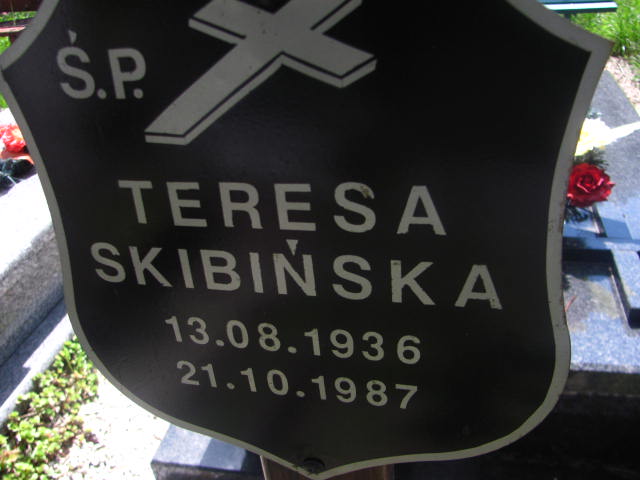 Ś.P.
TERESA
SKIBIŃSKA
13.08.1936
21.10.1987